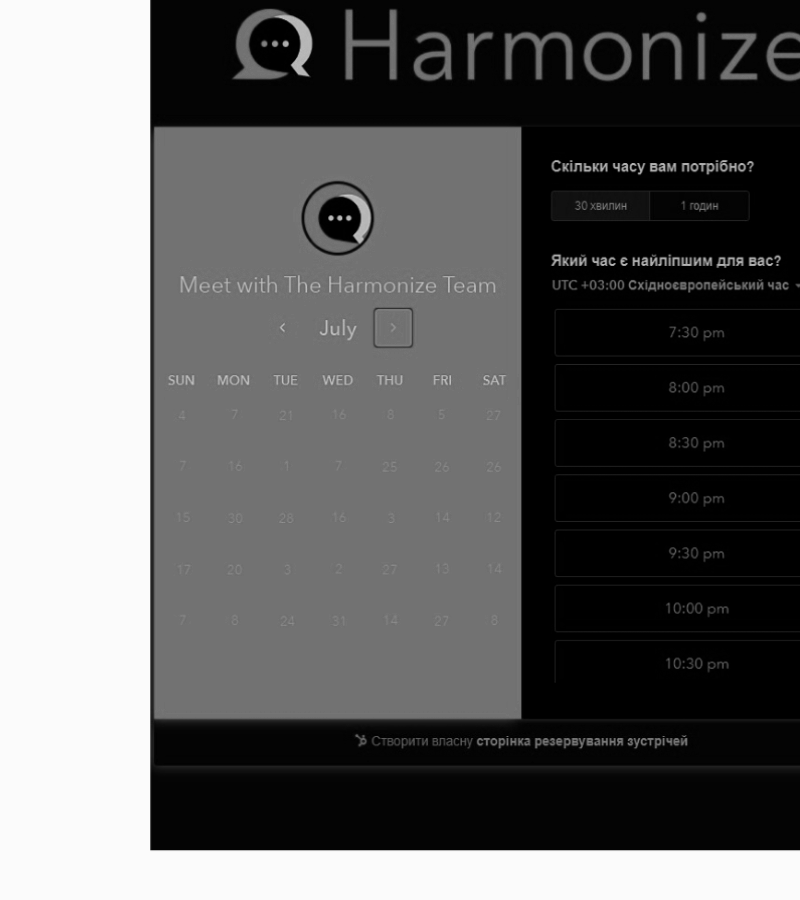 Harmonize
Meet with The Harmonize Team
July
SUN MON TUE WED THU FRI SAT
4 7 21 16 8 5 27
7 16 1 7 25 26 26
15 30 28 16 3 14 12
17 20 3 2 27 13 14
7 8 24 31 14 27 8
Скільки часу вам потрібно?
30 хвилин 1 годин
Який час є найліпшим для вас?
UTC +03:00 Східноєвропейський час
7:30 pm
8:00 pm
8:30 pm
9:00 pm
9:30 pm
10:00 pm
10:30 pm
Створити власну сторінка резервування зустрічей